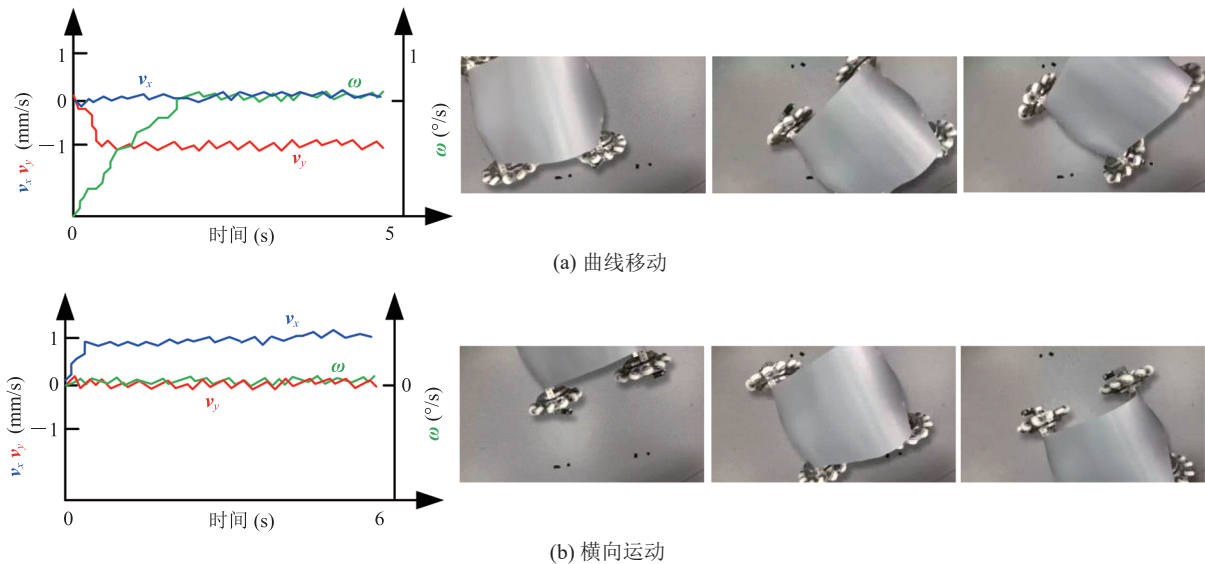 1
1
v_x
ω
0
0
v_x v_y (mm/s)
ω (°/s)
—1
v_y
0
时间 (s)
5
(a) 曲线移动
v_x
1
ω
0
0
v_x v_y (mm/s)
v_y
ω (°/s)
—1
0
时间 (s)
6
(b) 横向运动